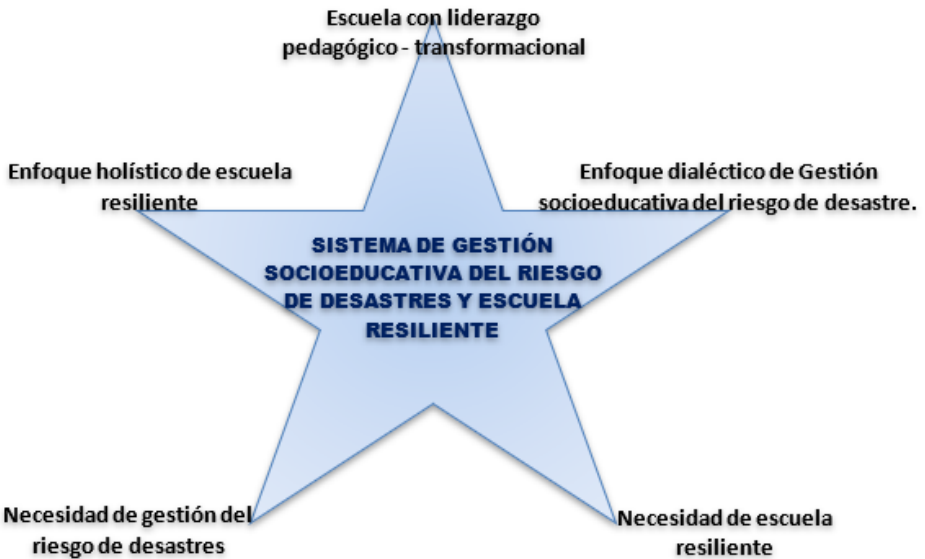 Escuela con liderazgo
pedagógico - transformacional
Enfoque holístico de escuela
resiliente
Enfoque dialéctico de Gestión
socioeducativa del riesgo de desastre.
SISTEMA DE GESTIÓN
SOCIOEDUCATIVA DEL RIESGO
DE DESASTRES Y ESCUELA
RESILIENTE
Necesidad de gestión del
riesgo de desastres
Necesidad de escuela
resiliente